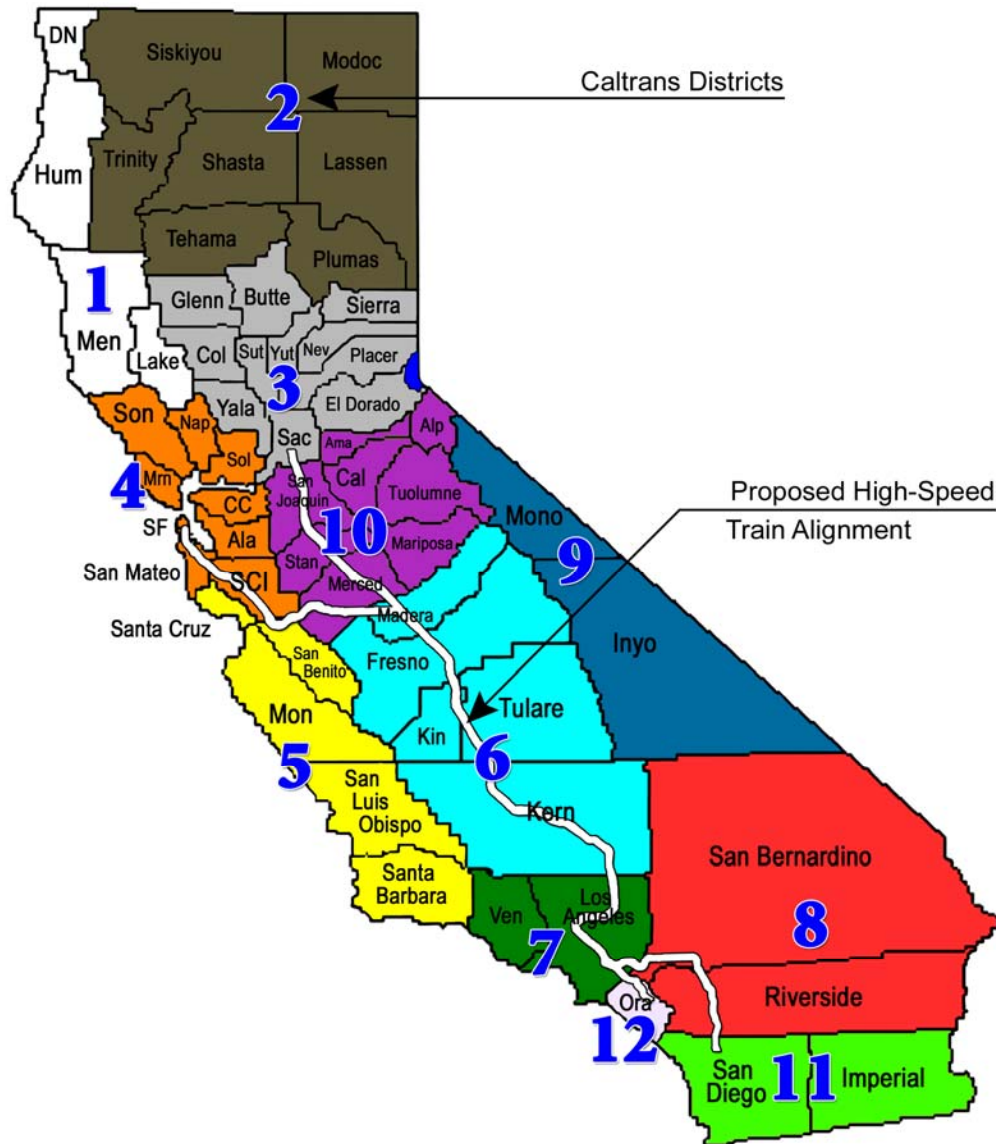 DN
Siskiyou
Modoc
Caltrans Districts
2
Trinity
Shasta
Lassen
Hum
Tehama
Plumas
1
Glenn
Butte
Sierra
Men
Lake
Col
Sut
Yut
Nev
Placer
3
Yala
El Dorado
Son
Nap
Sac
Alp
Ama
Sol
4
Mrn
San
Joaquin
Cal
Tuolumne
CC
10
Mono
Proposed High-Speed
Train Alignment
SF
Ala
Stan
Mariposa
9
San Mateo
SCl
Merced
Madera
Santa Cruz
San
Benito
Fresno
Inyo
Mon
Kin
Tulare
5
6
San
Luis
Obispo
Kern
San Bernardino
Santa
Barbara
Ven
Los
Angeles
8
7
Ora
Riverside
12
San
Diego
11
Imperial